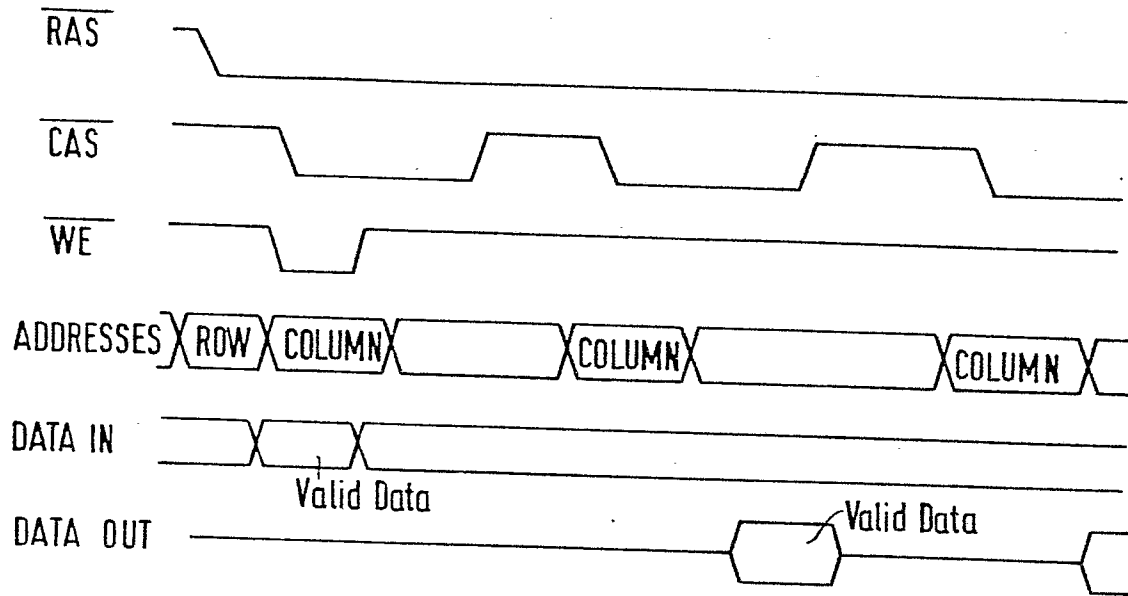 RAS
CAS
WE
ADDRESSES ROW COLUMN COLUMN COLUMN
DATA IN
Valid Data
DATA OUT
Valid Data